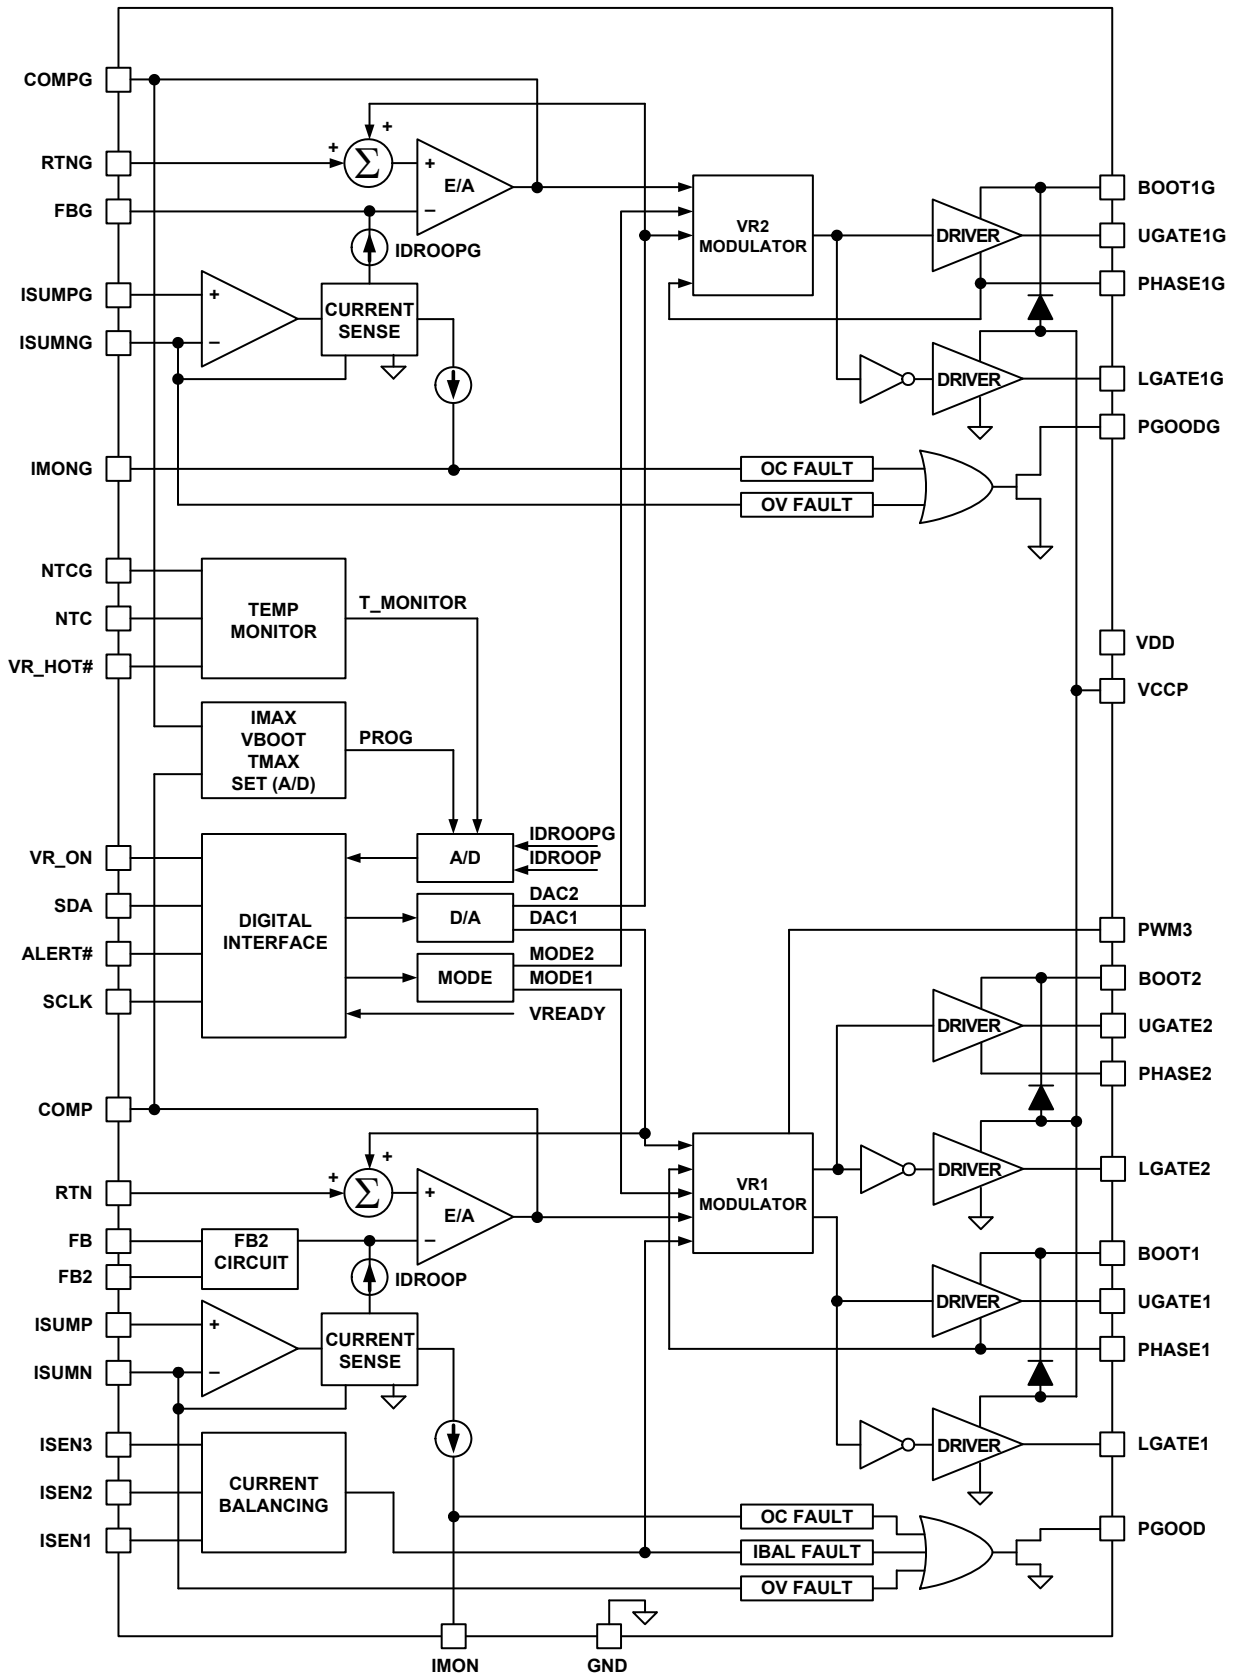 COMPG
+
+
RTNG
Σ
+
E/A
BOOT1G
FBG
−
VR2
MODULATOR
DRIVER
UGATE1G
IDROOPG
ISUMPG
+
CURRENT
SENSE
PHASE1G
ISUMNG
−
DRIVER
LGATE1G
PGOODG
IMONG
OC FAULT
OV FAULT
NTCG
NTC
VR_HOT#
TEMP
MONITOR
T_MONITOR
VDD
VCCP
IMAX
VBOOT
TMAX
SET (A/D)
PROG
VR_ON
SDA
ALERT#
SCLK
DIGITAL
INTERFACE
A/D
IDROOPG
IDROOP
D/A
DAC2
DAC1
MODE
MODE2
MODE1
VREADY
PWM3
BOOT2
DRIVER
UGATE2
PHASE2
COMP
+
+
RTN
Σ
+
E/A
−
VR1
MODULATOR
DRIVER
LGATE2
FB
FB2
FB2
CIRCUIT
IDROOP
BOOT1
DRIVER
UGATE1
ISUMP
+
ISUMN
−
CURRENT
SENSE
PHASE1
DRIVER
LGATE1
ISEN3
ISEN2
ISEN1
CURRENT
BALANCING
OC FAULT
IBAL FAULT
OV FAULT
PGOOD
IMON
GND